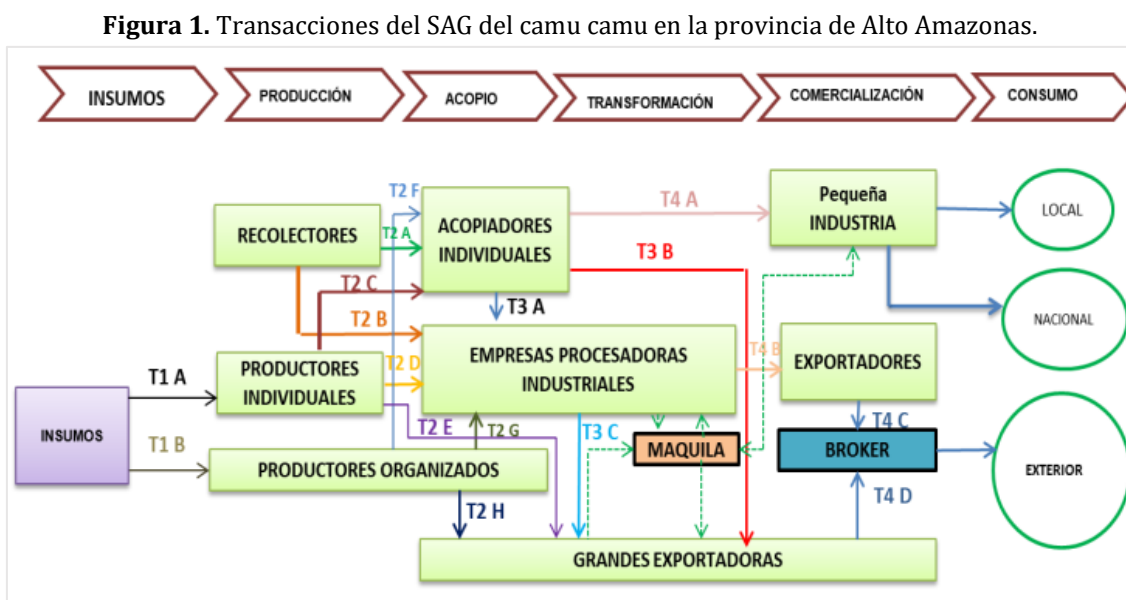 Figura 1. Transacciones del SAG del camu camu en la provincia de Alto Amazonas.
INSUMOS
PRODUCCIÓN
ACOPIO
TRANSFORMACIÓN
COMERCIALIZACIÓN
CONSUMO
T2 F
RECOLECTORES
T2 A
ACOPIADORES
INDIVIDUALES
T4 A
Pequeña
INDUSTRIA
LOCAL
T3 B
T2 C
T3 A
T2 B
NACIONAL
EMPRESAS PROCESADORAS
INDUSTRIALES
T4 B
EXPORTADORES
T1 A
PRODUCTORES
INDIVIDUALES
T2 D
INSUMOS
T1 B
T2 E
T2 G
T3 C
MAQUILA
T4 C
BROKER
EXTERIOR
PRODUCTORES ORGANIZADOS
T2 H
T4 D
GRANDES EXPORTADORAS